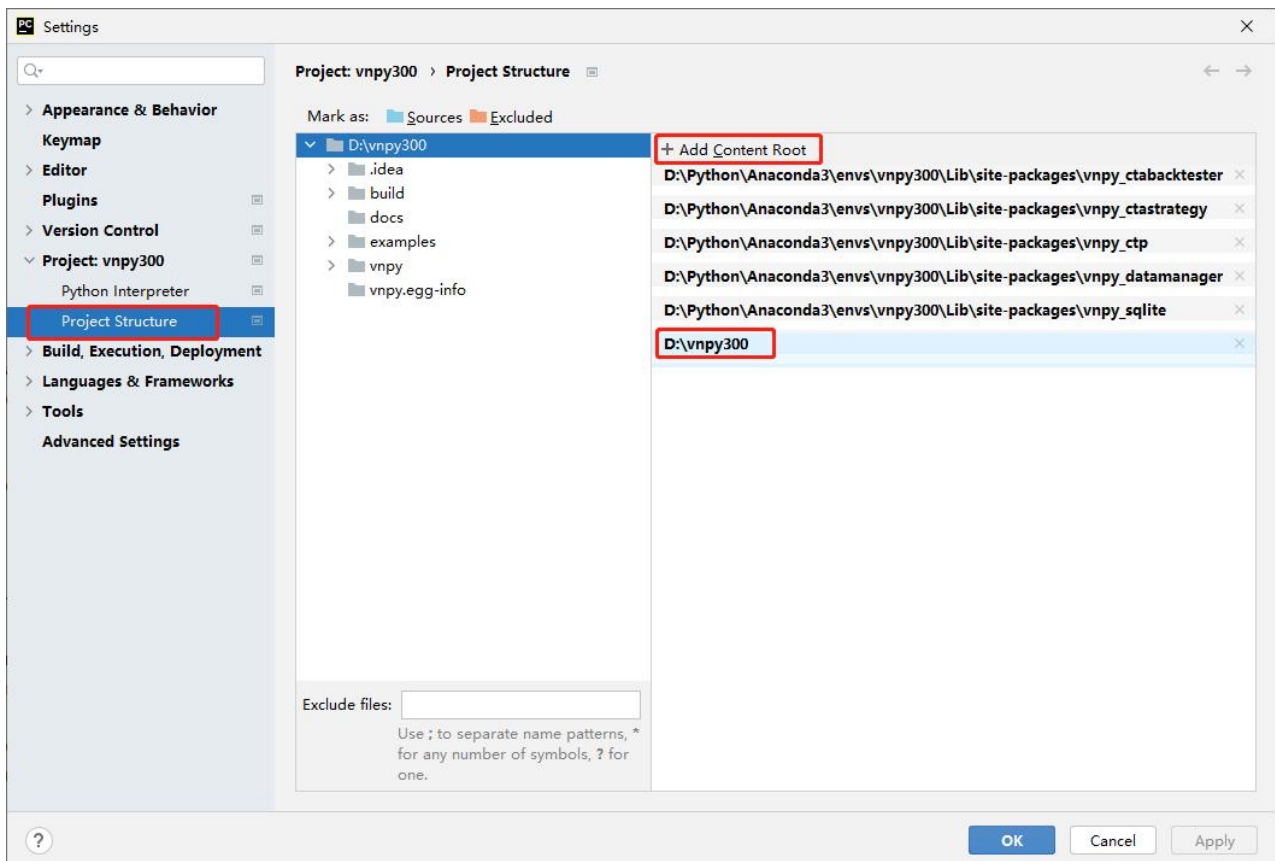 PC Settings
Appearance & Behavior
Keymap
Editor
Plugins
Version Control
Project: vnpy300
Python Interpreter
Project Structure
Build, Execution, Deployment
Languages & Frameworks
Tools
Advanced Settings
Project: vnpy300 › Project Structure
Mark as: Sources Excluded
D:\vnpy300
.idea
build
docs
examples
vnpy
vnpy.egg-info
Exclude files:
Use ; to separate name patterns, *
for any number of symbols, ? for
one.
+ Add Content Root
D:\Python\Anaconda3\envs\vnpy300\Lib\site-packages\vnpy_ctabacktester
D:\Python\Anaconda3\envs\vnpy300\Lib\site-packages\vnpy_ctastrategy
D:\Python\Anaconda3\envs\vnpy300\Lib\site-packages\vnpy_ctp
D:\Python\Anaconda3\envs\vnpy300\Lib\site-packages\vnpy_datamanager
D:\Python\Anaconda3\envs\vnpy300\Lib\site-packages\vnpy_sqlite
D:\vnpy300
? OK Cancel Apply